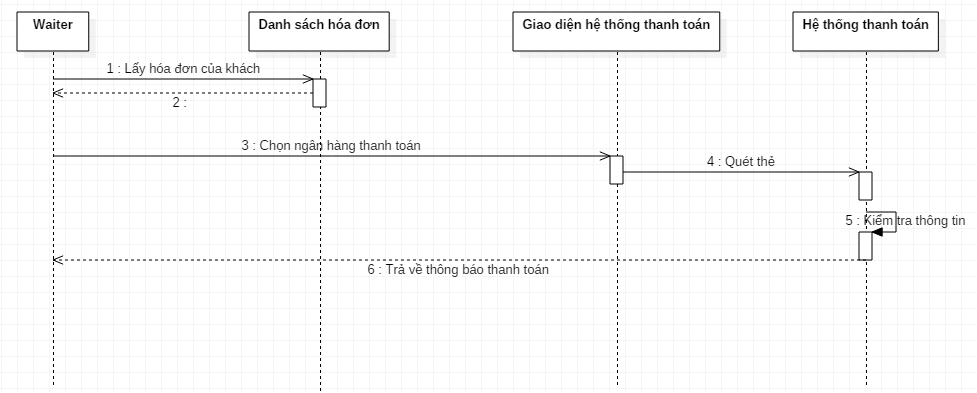 Waiter
Danh sách hóa đơn
Giao diện hệ thống thanh toán
Hệ thống thanh toán
1 : Lấy hóa đơn của khách
2 :
3 : Chọn ngân hàng thanh toán
4 : Quét thẻ
5 : Kiểm tra thông tin
6 : Trả về thông báo thanh toán